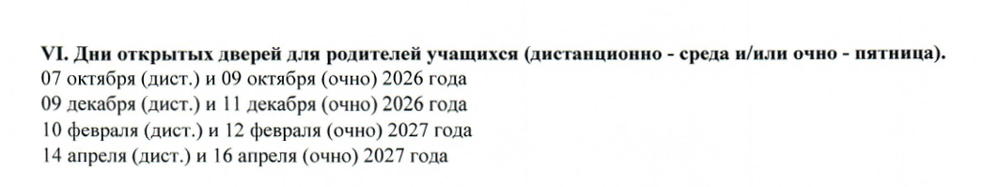 VI. Дни открытых дверей для родителей учащихся (дистанционно - среда и/или очно - пятница).
07 октября (дист.) и 09 октября (очно) 2026 года
09 декабря (дист.) и 11 декабря (очно) 2026 года
10 февраля (дист.) и 12 февраля (очно) 2027 года
14 апреля (дист.) и 16 апреля (очно) 2027 года